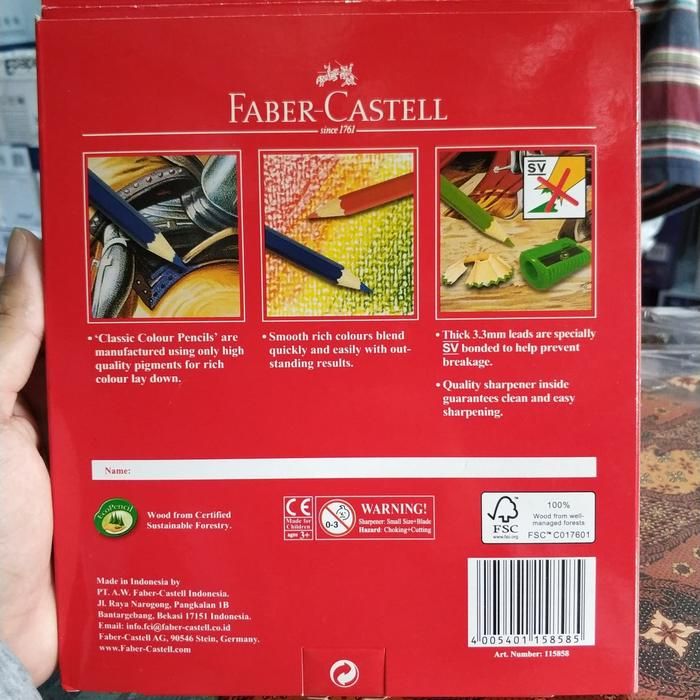 FABER-CASTELL
since 1761
SV
• 'Classic Colour Pencils' are
manufactured using only high
quality pigments for rich
colour lay down.
• Smooth rich colours blend
quickly and easily with out-
standing results.
• Thick 3.3mm leads are specially
SV bonded to help prevent
breakage.
• Quality sharpener inside
guarantees clean and easy
sharpening.
Name:
EcoPencil
Wood from Certified
Sustainable Forestry.
CE
Made for
Children
ages 3+
0-3
WARNING!
Sharpener: Small Size+Blade
Hazard: Choking+Cutting
FSC
www.fsc.org
100%
Wood from well-
managed forests
FSC™ C017601
Made in Indonesia by
PT. A.W. Faber-Castell Indonesia.
Jl. Raya Narogong, Pangkalan 1B
Bantargebang, Bekasi 17151 Indonesia.
Email: info.fci@faber-castell.co.id
Faber-Castell AG, 90546 Stein, Germany.
www.Faber-Castell.com
4 005401 158585
Art. Number: 115858